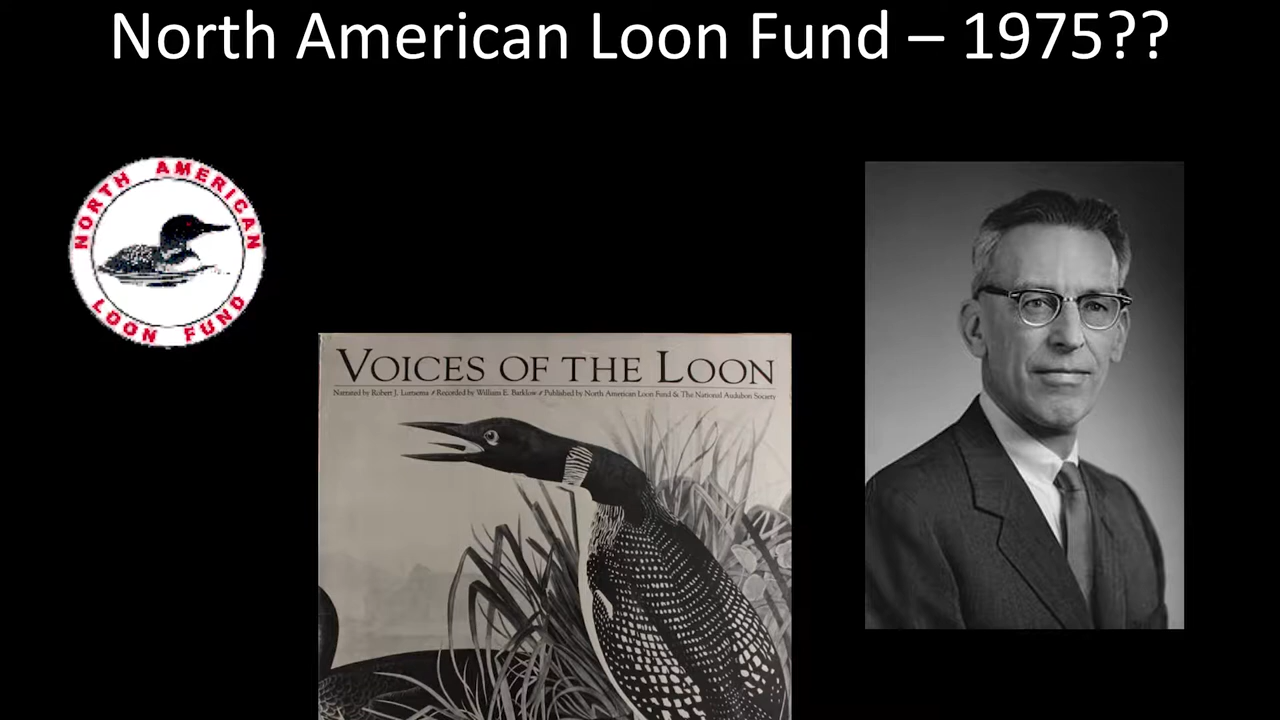 North American Loon Fund – 1975??
NORTH AMERICAN
LOON FUND
VOICES OF THE LOON
Narrated by Robert J. Lurtsema / Recorded by William E. Barklow / Published by North American Loon Fund & The National Audubon Society